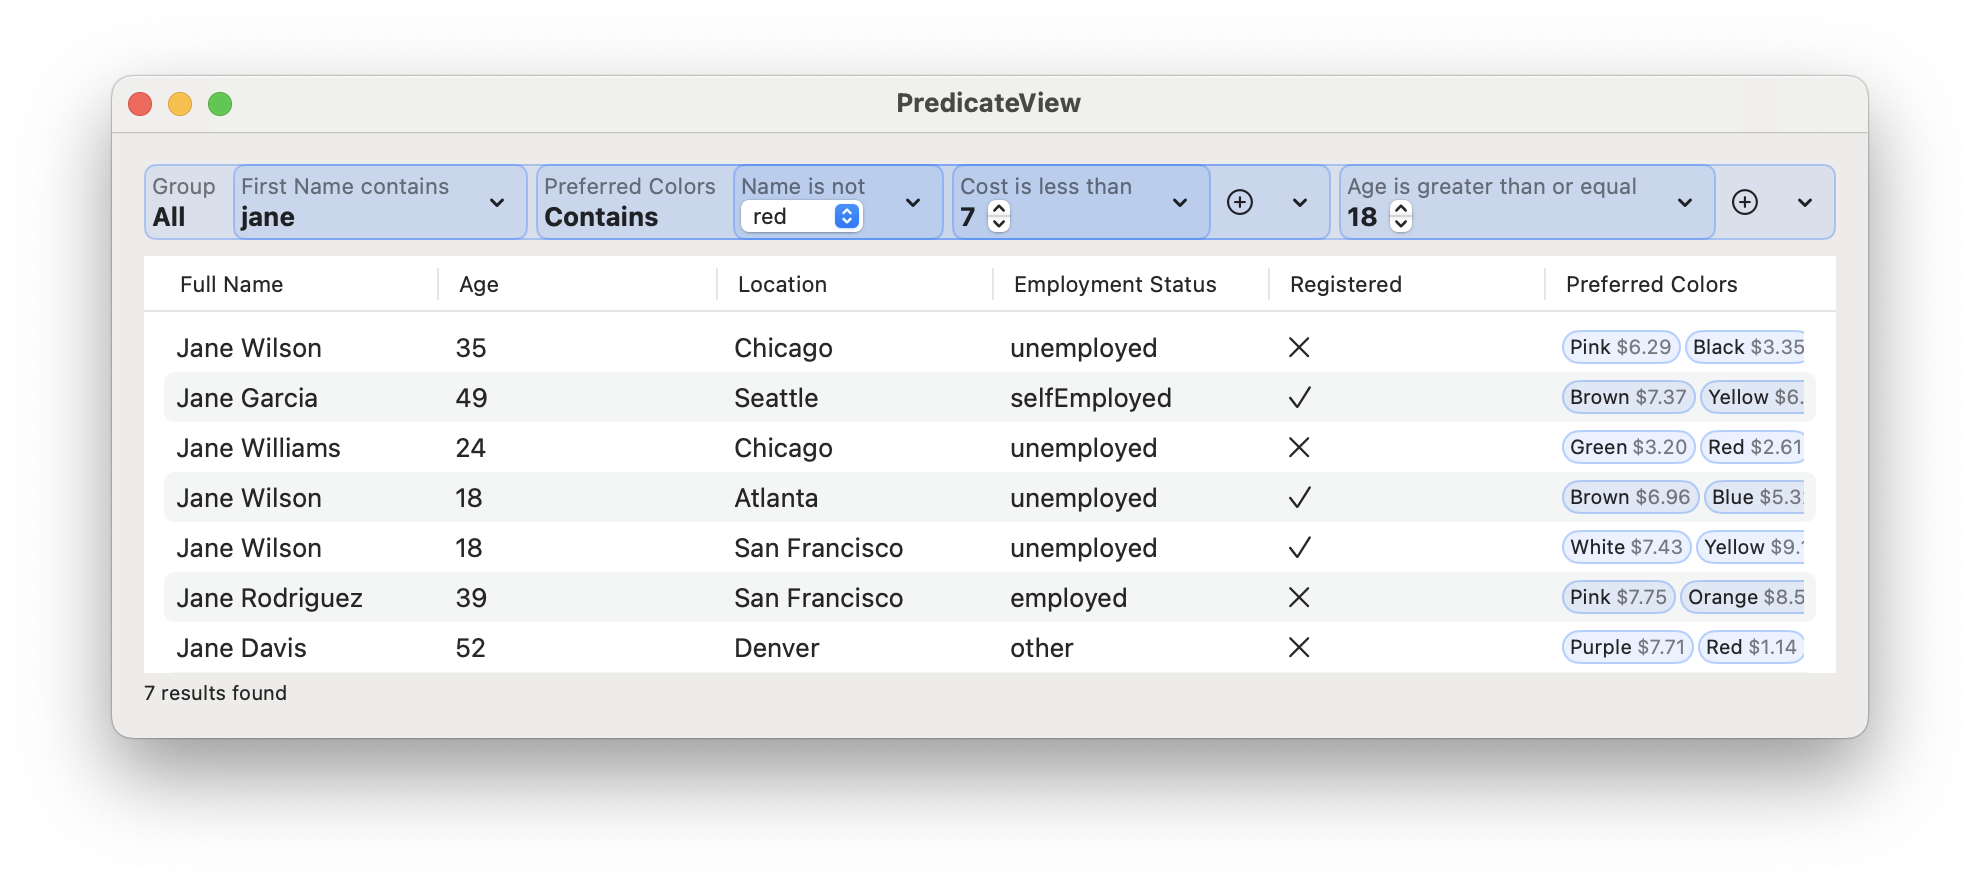 PredicateView
Group First Name contains Preferred Colors Name is not Cost is less than Age is greater than or equal
All jane Contains red 7 18
Full Name Age Location Employment Status Registered Preferred Colors
Jane Wilson 35 Chicago unemployed Pink $6.29 Black $3.35
Jane Garcia 49 Seattle selfEmployed Brown $7.37 Yellow $6.
Jane Williams 24 Chicago unemployed Green $3.20 Red $2.61
Jane Wilson 18 Atlanta unemployed Brown $6.96 Blue $5.3
Jane Wilson 18 San Francisco unemployed White $7.43 Yellow $9.
Jane Rodriguez 39 San Francisco employed Pink $7.75 Orange $8.5
Jane Davis 52 Denver other Purple $7.71 Red $1.14
7 results found